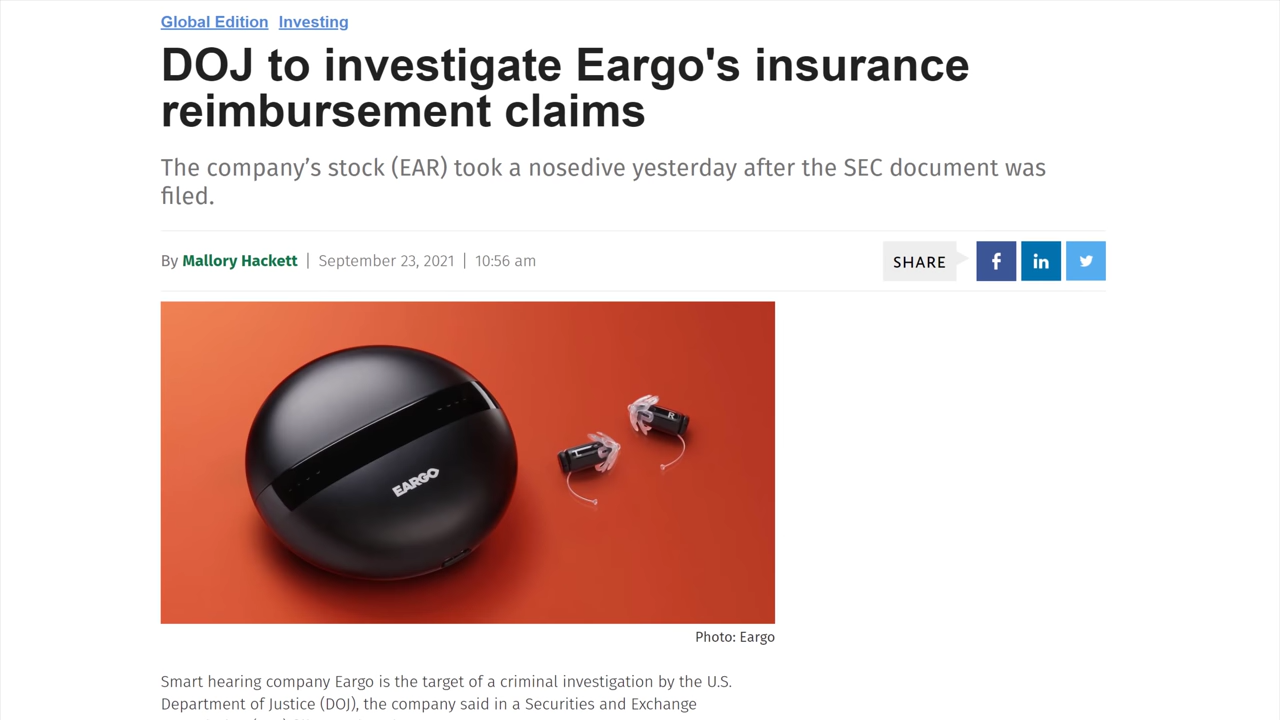 Global Edition Investing
DOJ to investigate Eargo's insurance
reimbursement claims
The company’s stock (EAR) took a nosedive yesterday after the SEC document was
filed.
By Mallory Hackett | September 23, 2021 | 10:56 am
SHARE
EARGO
L
R
Photo: Eargo
Smart hearing company Eargo is the target of a criminal investigation by the U.S.
Department of Justice (DOJ), the company said in a Securities and Exchange